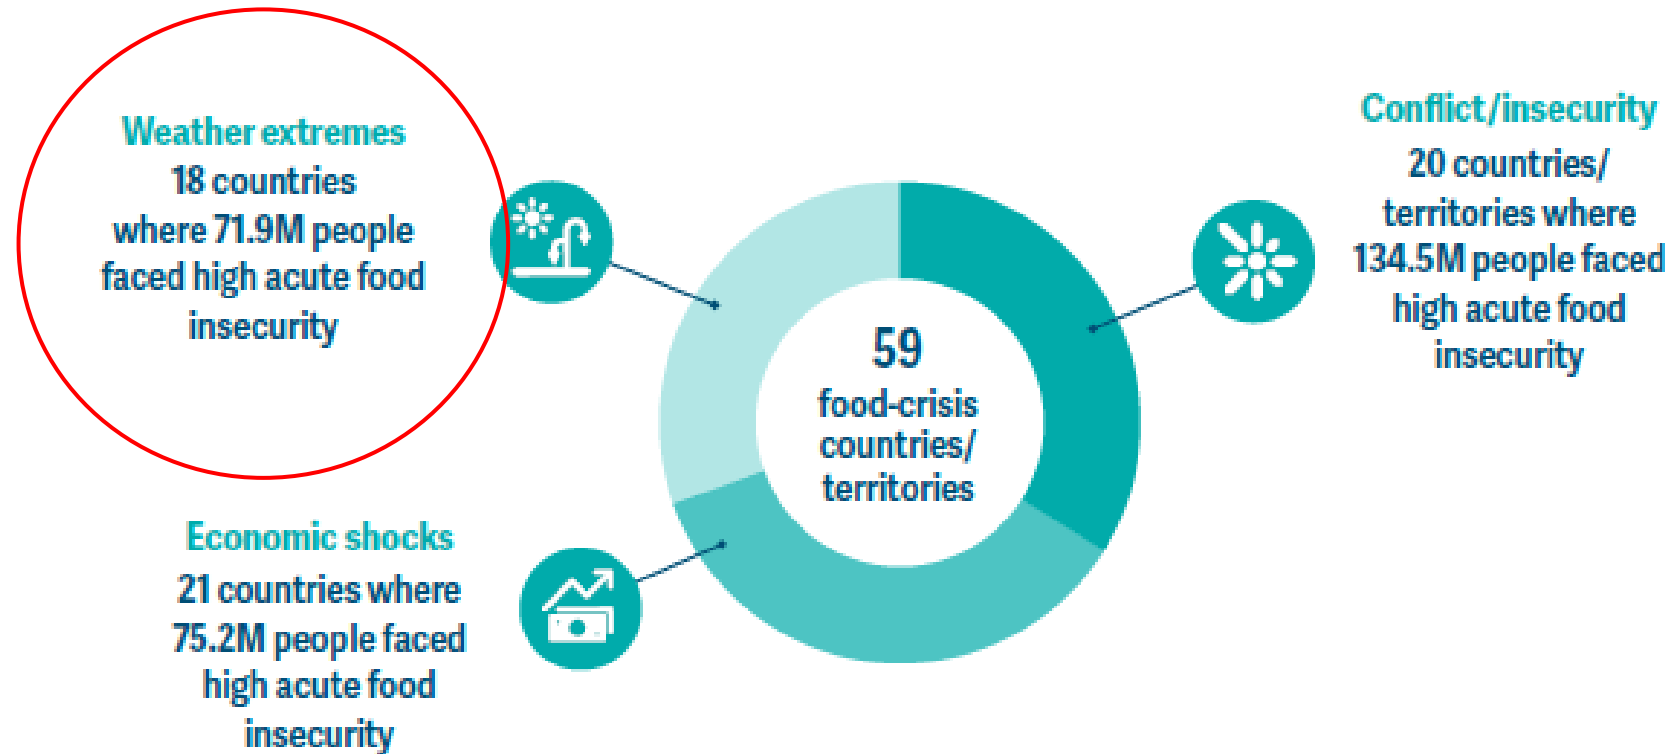 Weather extremes
18 countries
where 71.9M people
faced high acute food
insecurity
Conflict/insecurity
20 countries/
territories where
134.5M people faced
high acute food
insecurity
59
food-crisis
countries/
territories
Economic shocks
21 countries where
75.2M people faced
high acute food
insecurity